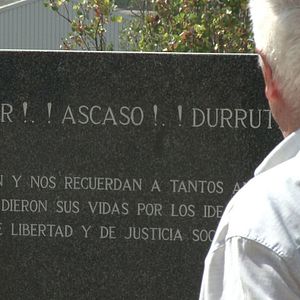 R !. ! ASCASO !. ! DURRUT
N Y NOS RECUERDAN A TANTOS A
DIERON SUS VIDAS POR LOS IDE
E LIBERTAD Y DE JUSTICIA SOC